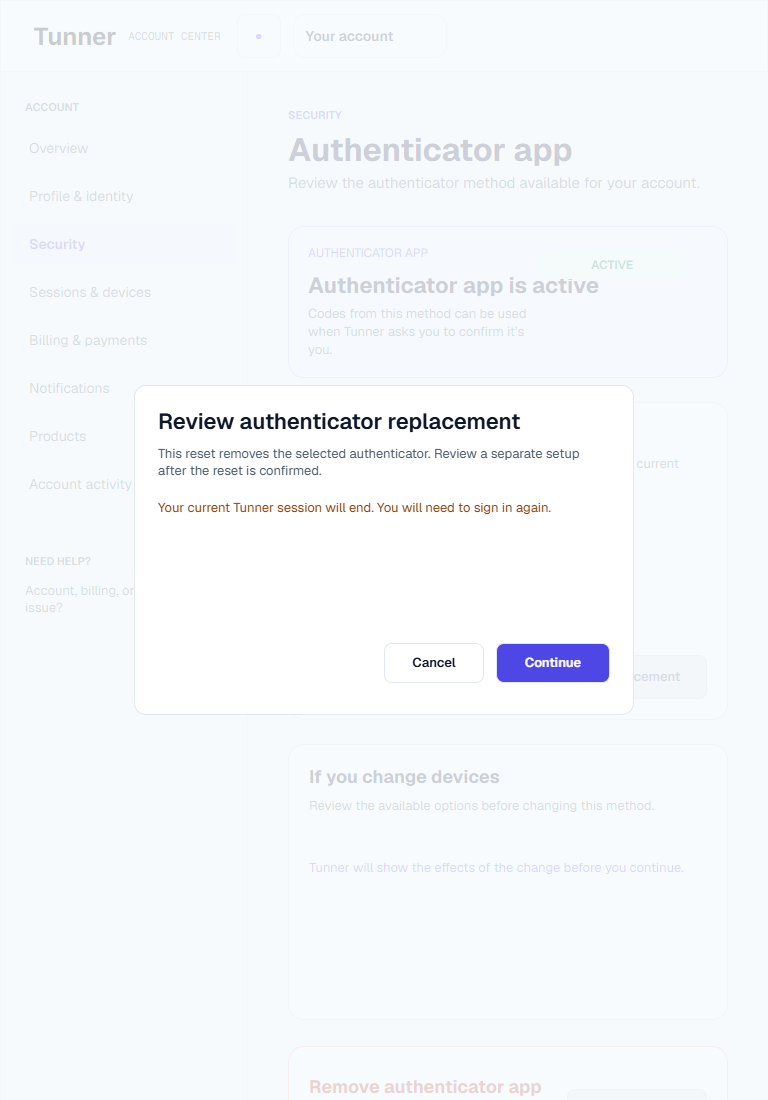 Tunner ACCOUNT CENTER
Your account
ACCOUNT
Overview
Profile & identity
Security
Sessions & devices
Billing & payments
Notifications
Products
Account activity
NEED HELP?
Account, billing, or
issue?
SECURITY
Authenticator app
Review the authenticator method available for your account.
AUTHENTICATOR APP
ACTIVE
Authenticator app is active
Codes from this method can be used
when Tunner asks you to confirm it's
you.
current
Review authenticator replacement
This reset removes the selected authenticator. Review a separate setup
after the reset is confirmed.
Your current Tunner session will end. You will need to sign in again.
Cancel
Continue
If you change devices
Review the available options before changing this method.
Tunner will show the effects of the change before you continue.
Remove authenticator app